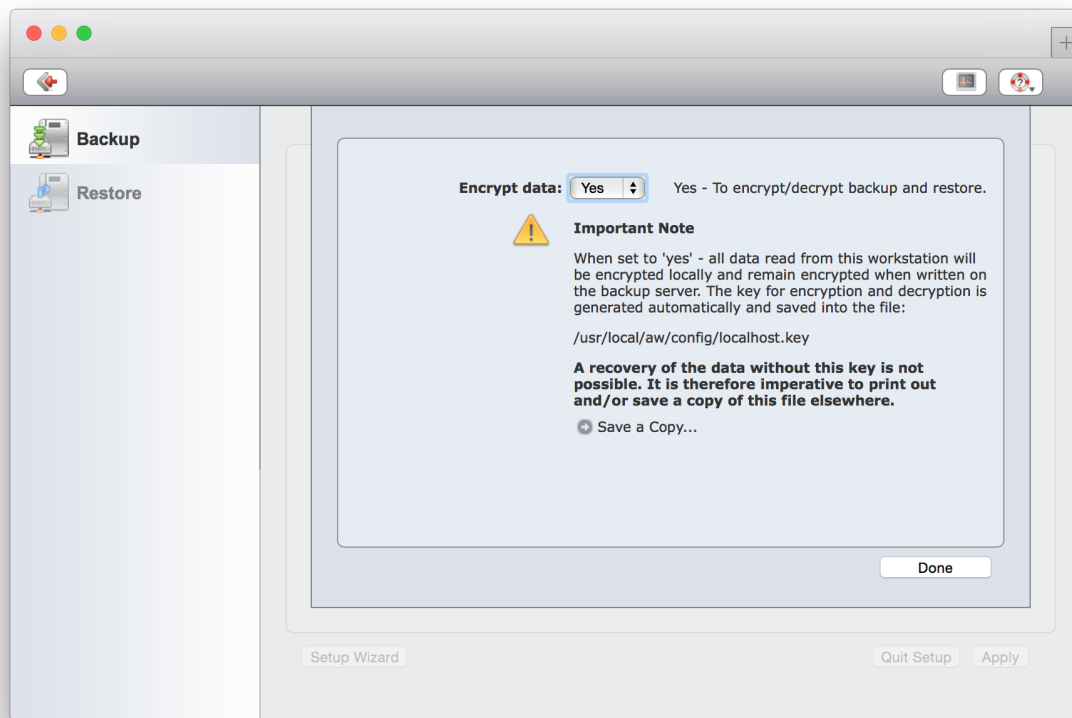 Backup
Restore
Encrypt data: Yes Yes - To encrypt/decrypt backup and restore.
Important Note
When set to 'yes' - all data read from this workstation will
be encrypted locally and remain encrypted when written on
the backup server. The key for encryption and decryption is
generated automatically and saved into the file:
/usr/local/aw/config/localhost.key
A recovery of the data without this key is not
possible. It is therefore imperative to print out
and/or save a copy of this file elsewhere.
Save a Copy...
Done
Setup Wizard Quit Setup Apply